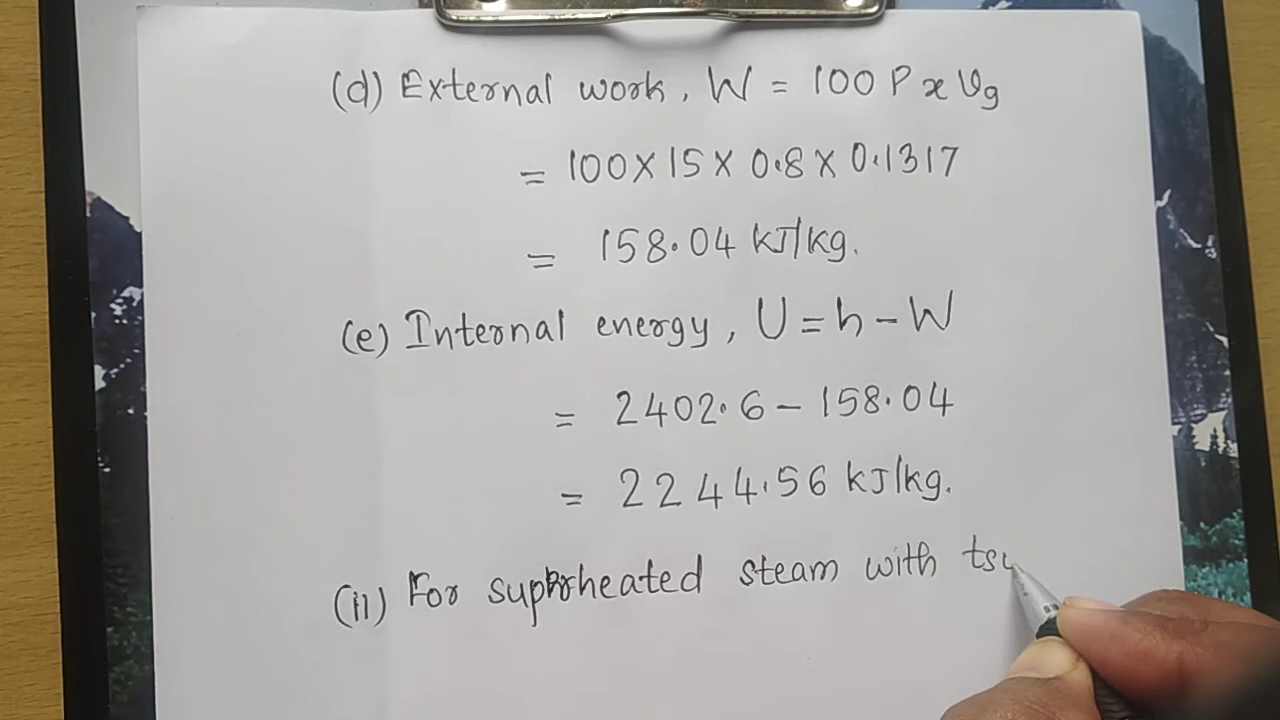 (d) External work, W = 100 P x Vg
= 100 X 15 X 0.8 X 0.1317
= 158.04 kJ/kg.
(e) Internal energy, U = h - W
= 2402.6 - 158.04
= 2244.56 kJ/kg.
(ii) For superheated steam with tsu